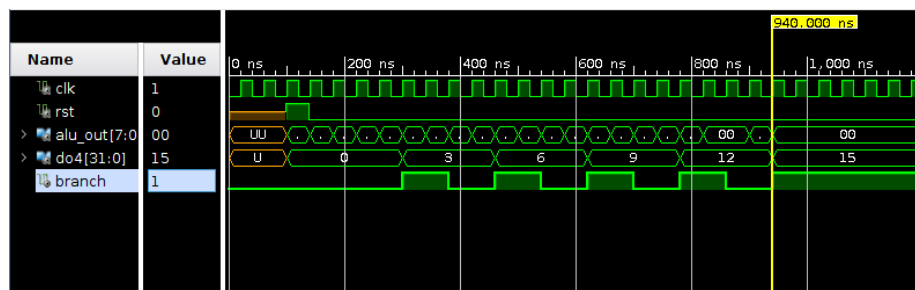 940.000 ns
Name Value
0 ns 200 ns 400 ns 600 ns 800 ns 1,000 ns
clk 1
rst 0
> alu_out[7:0 00 UU . . . . . . . . . . . . . . . . . . 00 . 00
> do4[31:0] 15 U 0 3 6 9 12 15
branch 1